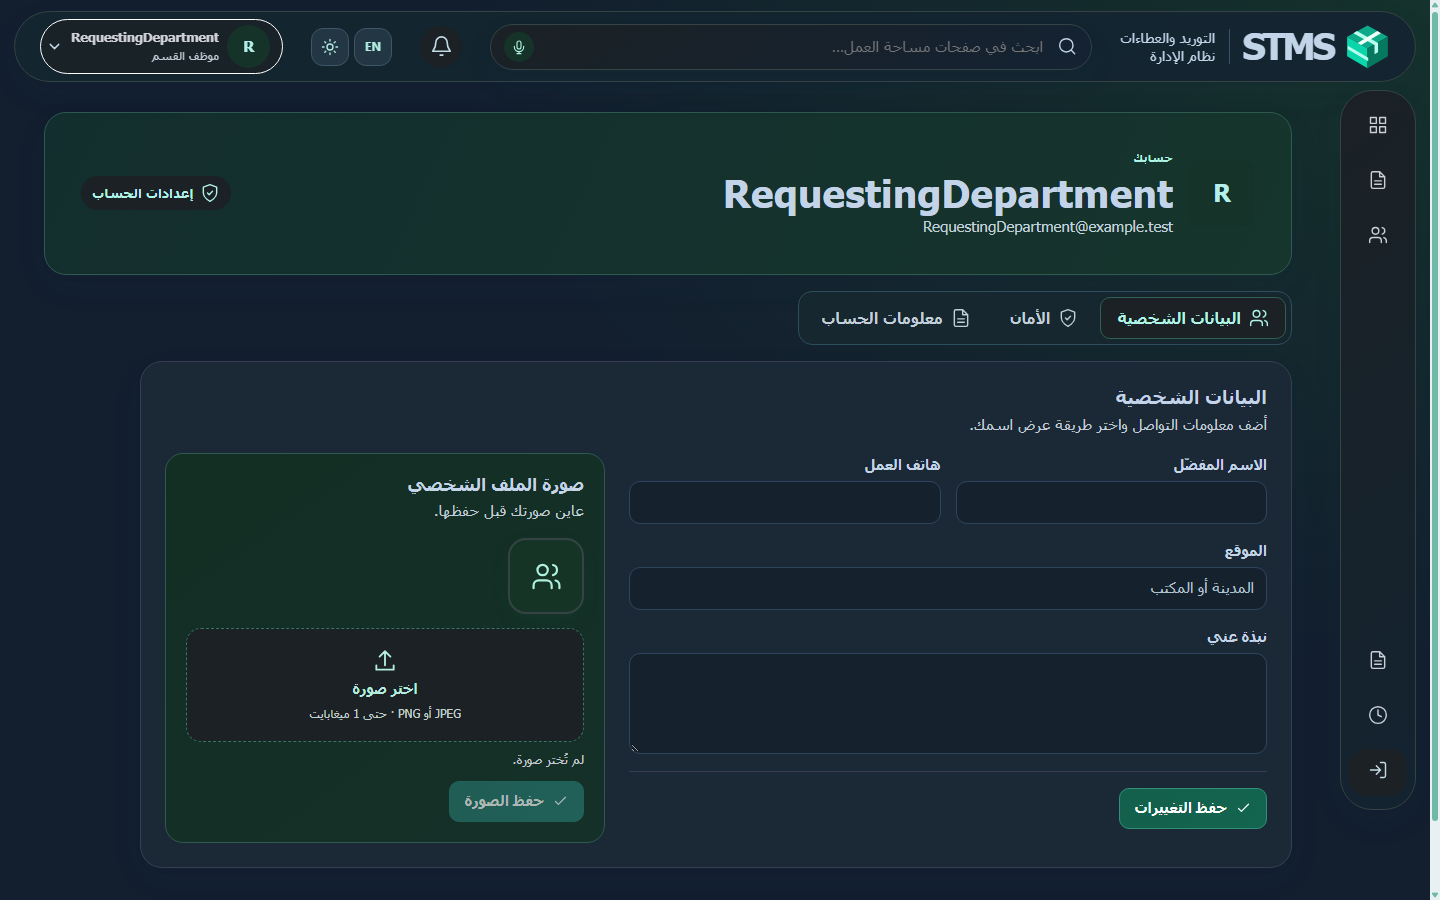 STMS
التوريد والعطاءات
نظام الإدارة
ابحث في صفحات مساحة العمل...
EN
R
RequestingDepartment
موظف القسم
R
حسابك
RequestingDepartment
RequestingDepartment@example.test
إعدادات الحساب
البيانات الشخصية
الأمان
معلومات الحساب
البيانات الشخصية
أضف معلومات التواصل واختر طريقة عرض اسمك.
الاسم المفضّل
هاتف العمل
الموقع
المدينة أو المكتب
نبذة عني
حفظ التغييرات
صورة الملف الشخصي
عاين صورتك قبل حفظها.
اختر صورة
JPEG أو PNG · حتى 1 ميغابايت
لم تُختر صورة.
حفظ الصورة